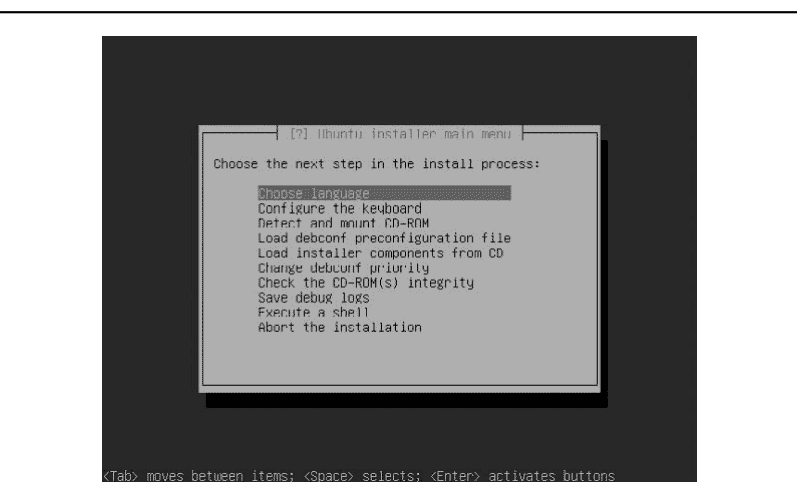 [?] Ubuntu installer main menu
Choose the next step in the install process:
Choose language
Configure the keyboard
Detect and mount CD-ROM
Load debconf preconfiguration file
Load installer components from CD
Change debconf priority
Check the CD-ROM(s) integrity
Save debug logs
Execute a shell
Abort the installation
<Tab> moves between items; <Space> selects; <Enter> activates buttons